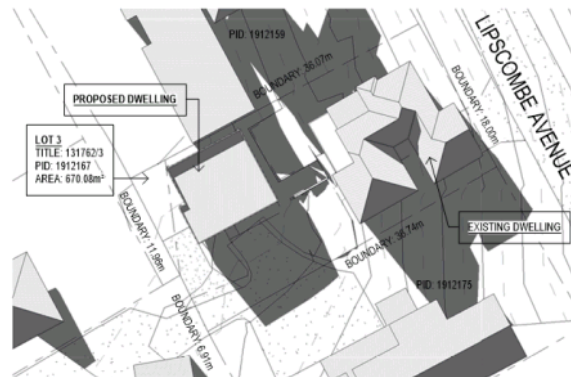 PID: 1912159
BOUNDARY: 36.07m
LIPSCOMBE AVENUE
BOUNDARY: 18.00m
PROPOSED DWELLING
LOT 3
TITLE: 131762/3
PID: 1912167
AREA: 670.08m²
BOUNDARY: 11.96m
EXISTING DWELLING
BOUNDARY: 36.74m
PID: 1912175
BOUNDARY: 6.91m